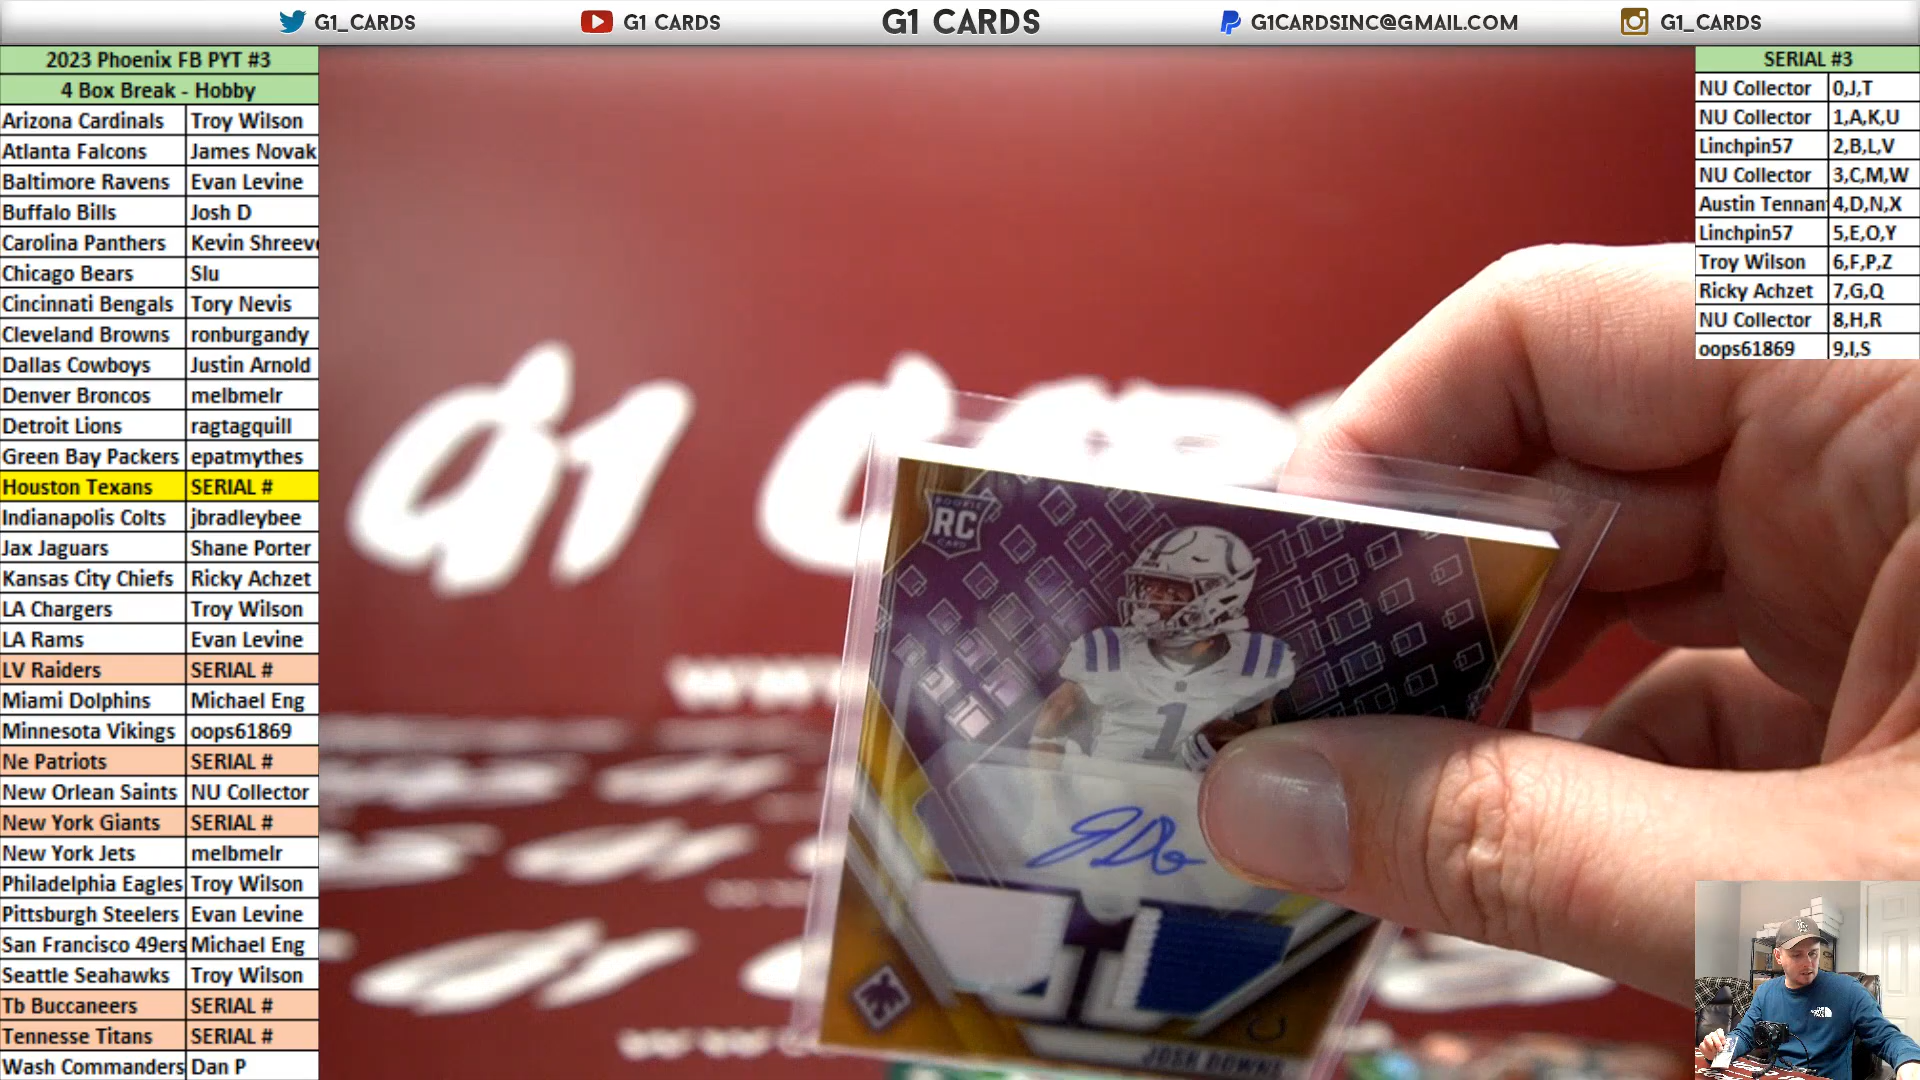 G1_CARDS G1 CARDS G1 CARDS G1CARDSINC@GMAIL.COM G1_CARDS
2023 Phoenix FB PYT #3
4 Box Break - Hobby
Arizona Cardinals Troy Wilson
Atlanta Falcons James Novak
Baltimore Ravens Evan Levine
Buffalo Bills Josh D
Carolina Panthers Kevin Shreev
Chicago Bears Slu
Cincinnati Bengals Tory Nevis
Cleveland Browns ronburgandy
Dallas Cowboys Justin Arnold
Denver Broncos melbmelr
Detroit Lions ragtagquill
Green Bay Packers epatmythes
Houston Texans SERIAL #
Indianapolis Colts jbradleybee
Jax Jaguars Shane Porter
Kansas City Chiefs Ricky Achzet
LA Chargers Troy Wilson
LA Rams Evan Levine
LV Raiders SERIAL #
Miami Dolphins Michael Eng
Minnesota Vikings oops61869
Ne Patriots SERIAL #
New Orlean Saints NU Collector
New York Giants SERIAL #
New York Jets melbmelr
Philadelphia Eagles Troy Wilson
Pittsburgh Steelers Evan Levine
San Francisco 49ers Michael Eng
Seattle Seahawks Troy Wilson
Tb Buccaneers SERIAL #
Tennesse Titans SERIAL #
Wash Commanders Dan P
SERIAL #3
NU Collector 0,J,T
NU Collector 1,A,K,U
Linchpin57 2,B,L,V
NU Collector 3,C,M,W
Austin Tennan 4,D,N,X
Linchpin57 5,E,O,Y
Troy Wilson 6,F,P,Z
Ricky Achzet 7,G,Q
NU Collector 8,H,R
oops61869 9,I,S
G1
ROOKIE
RC
CARD
1
JOSH DOWNS